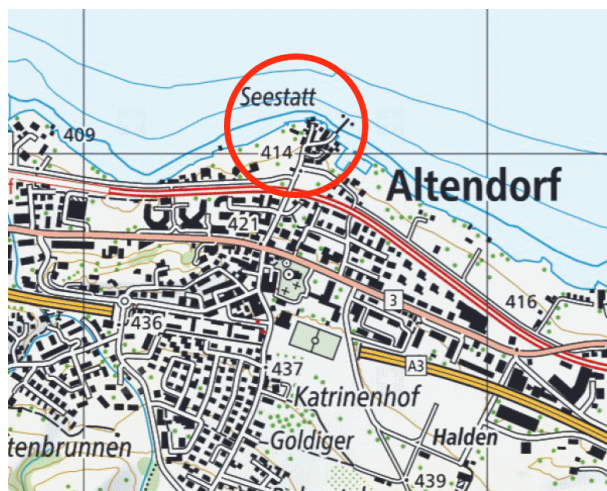 Seestatt
409
414
Altendorf
421
3
416
436
A3
437
Katrinenhof
Goldiger
Halden
tenbrunnen
439